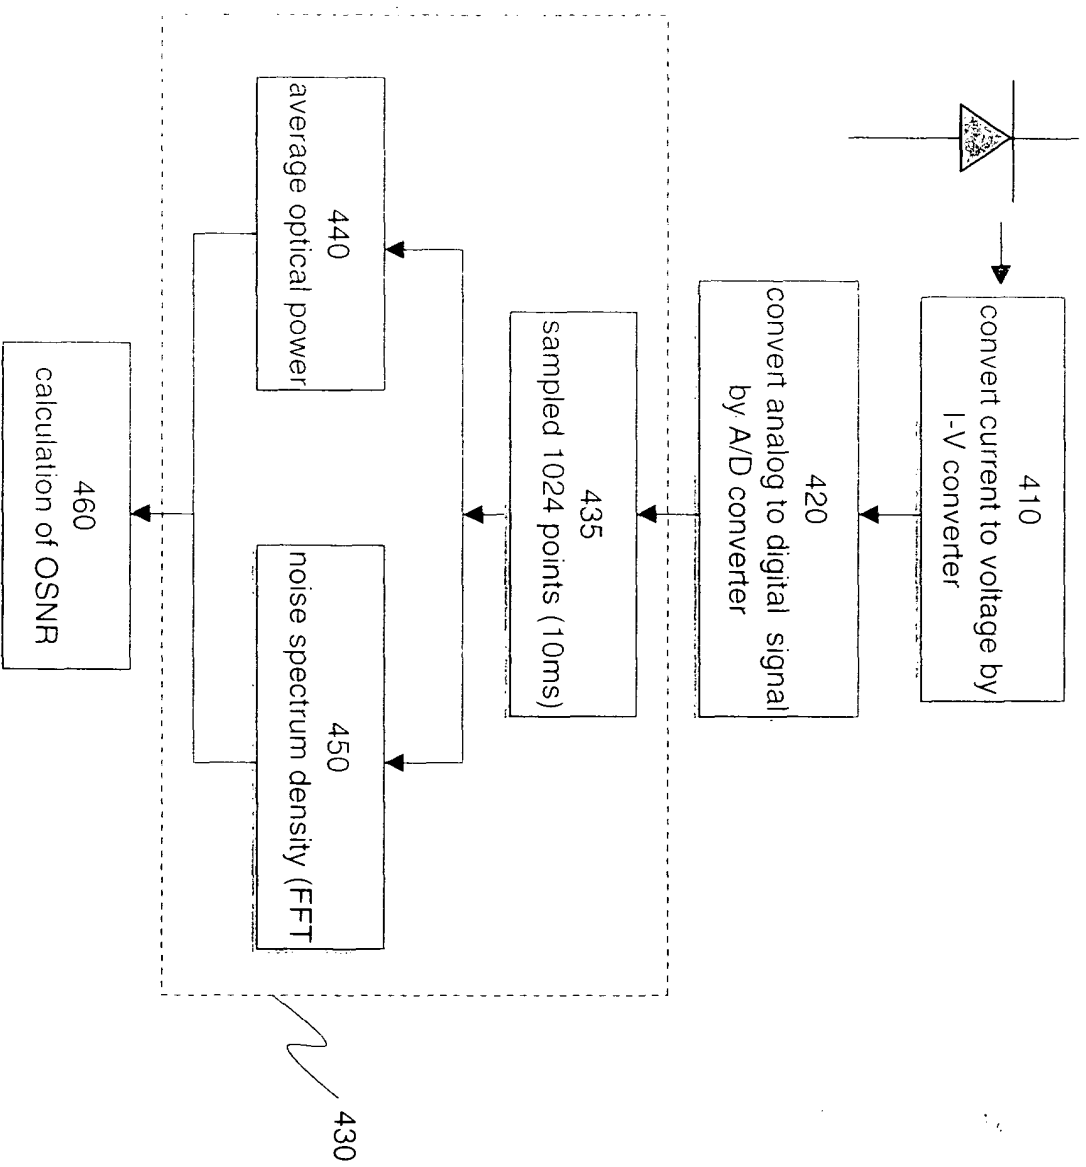 410
convert current to voltage by
I-V converter
420
convert analog to digital signal
by A/D converter
435
sampled 1024 points (10ms)
440
average optical power
450
noise spectrum density (FFT
460
calculation of OSNR
430